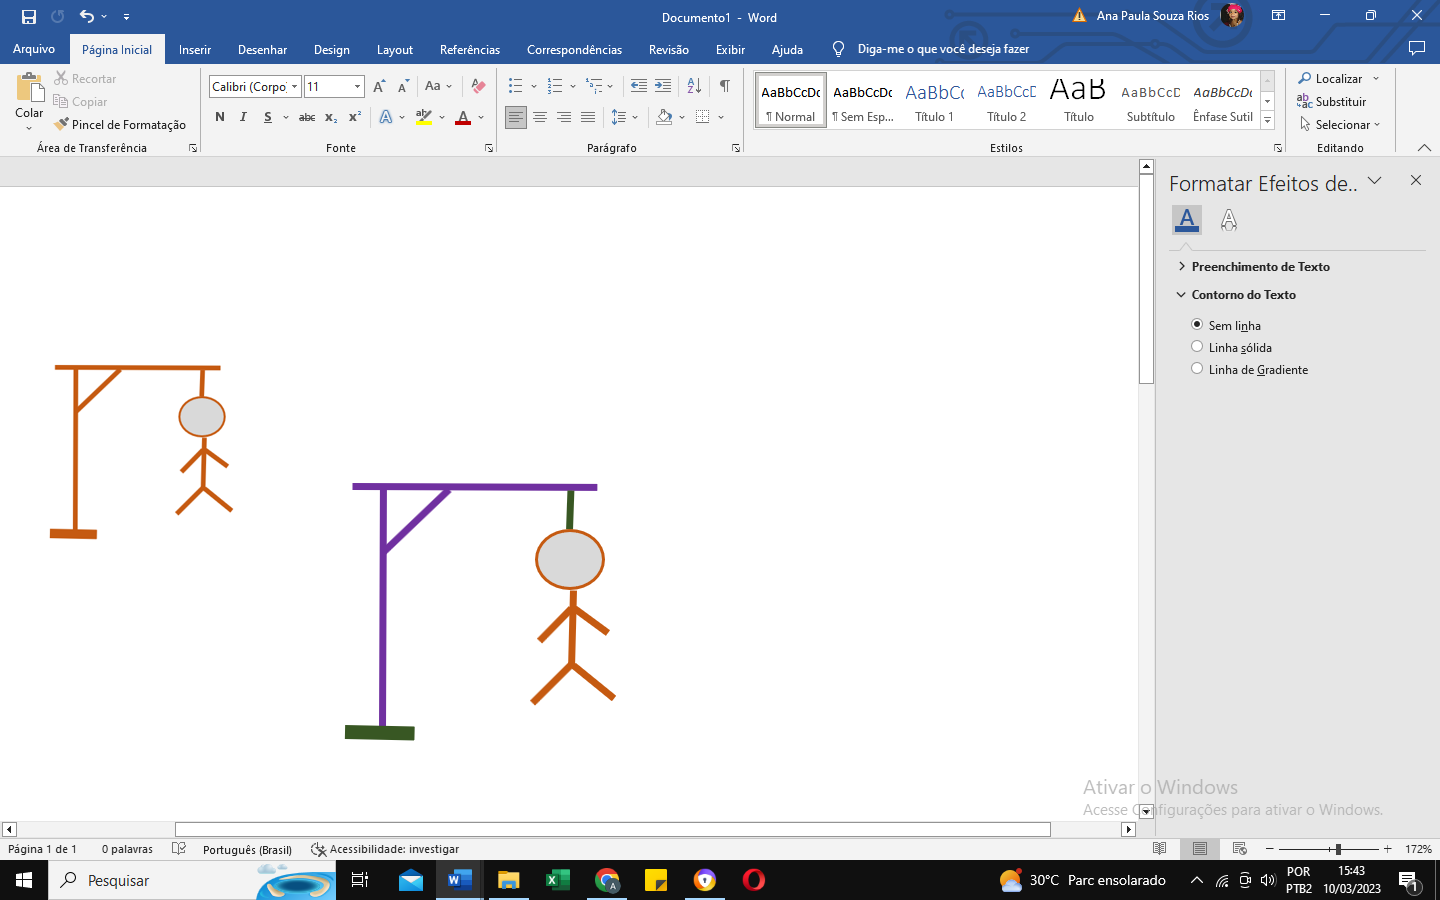 Documento1 - Word
Ana Paula Souza Rios
Arquivo Página Inicial Inserir Desenhar Design Layout Referências Correspondências Revisão Exibir Ajuda Diga-me o que você deseja fazer
Colar
Recortar
Copiar
Pincel de Formatação
Área de Transferência
Calibri (Corpo) 11 A A Aa A
N I S abc x₂ x² A ab A
Fonte
Parágrafo
AaBbCcDc AaBbCcDc AaBbCc AaBbCcD AaB AaBbCcD AaBbCcDc
¶ Normal ¶ Sem Esp... Título 1 Título 2 Título Subtítulo Ênfase Sutil
Estilos
Localizar
Substituir
Selecionar
Editando
Formatar Efeitos de..
A A
Preenchimento de Texto
Contorno do Texto
Sem linha
Linha sólida
Linha de Gradiente
Ativar o Windows
Acesse Configurações para ativar o Windows.
Página 1 de 1 0 palavras Português (Brasil) Acessibilidade: investigar 172%
Pesquisar
30°C Parc ensolarado
POR
PTB2
15:43
10/03/2023
1